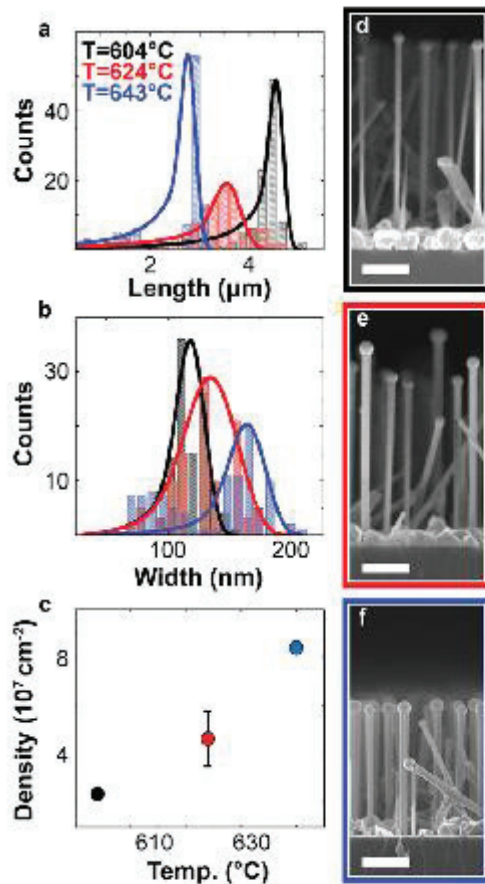 a
T=604°C
T=624°C
T=643°C
40
20
Counts
2
4
Length (µm)
b
30
10
Counts
100
200
Width (nm)
c
8
4
Density (10⁷ cm⁻²)
610
630
Temp. (°C)
d
e
f